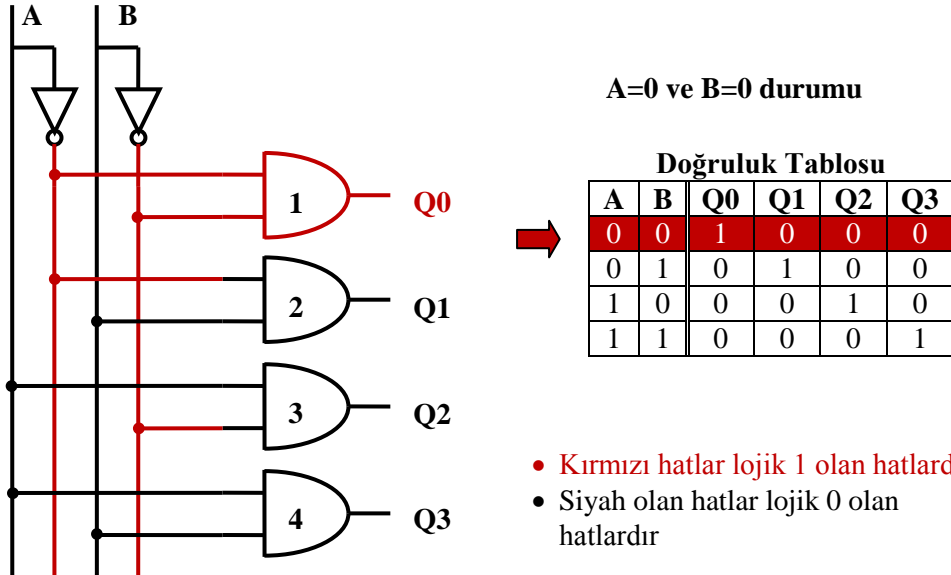 A B
A=0 ve B=0 durumu
Doğruluk Tablosu
A B Q0 Q1 Q2 Q3
0 0 1 0 0 0
0 1 0 1 0 0
1 0 0 0 1 0
1 1 0 0 0 1
1 Q0
2 Q1
3 Q2
4 Q3
• Kırmızı hatlar lojik 1 olan hatlard
• Siyah olan hatlar lojik 0 olan
hatlardır